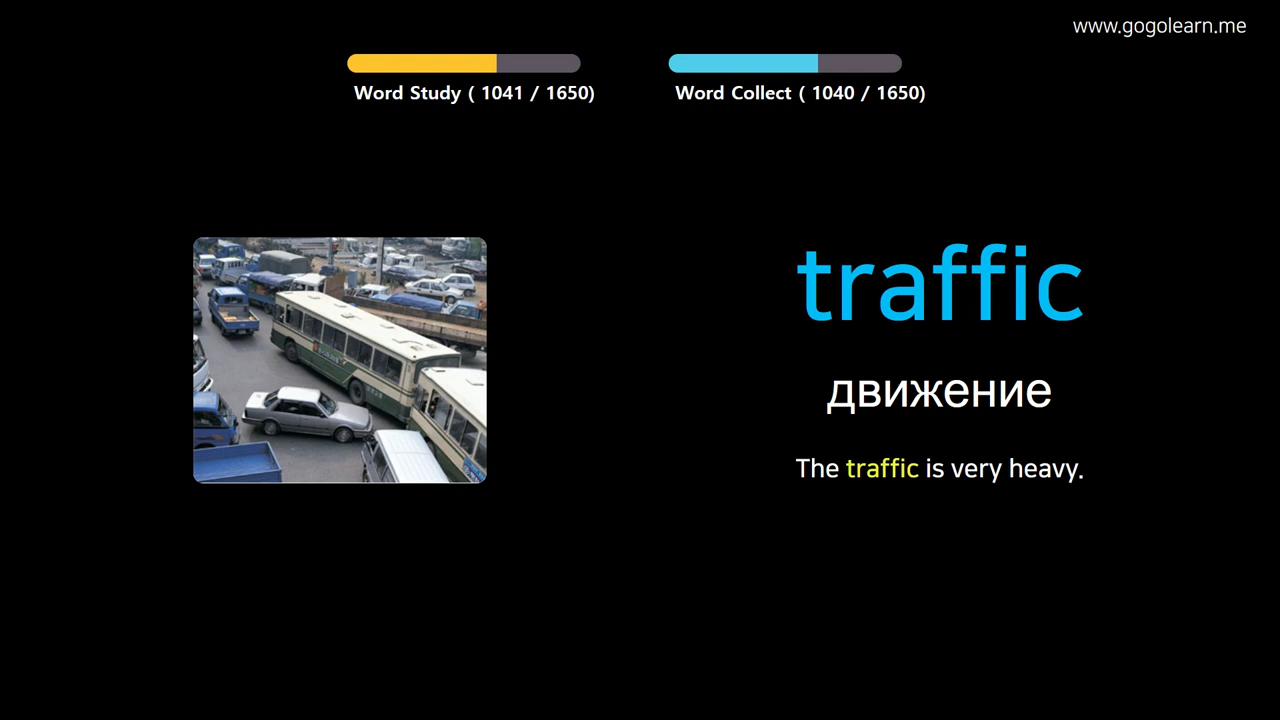 www.gogolearn.me
Word Study ( 1041 / 1650)
Word Collect ( 1040 / 1650)
traffic
движение
The traffic is very heavy.